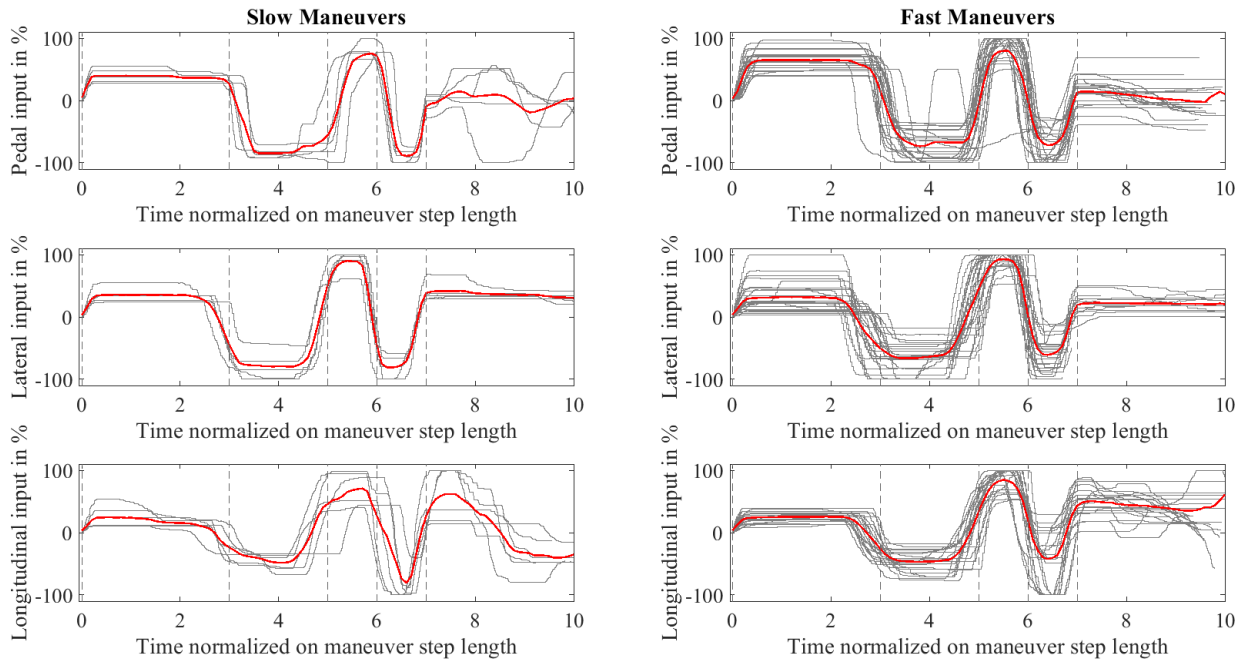 Slow Maneuvers
Pedal input in %
100
0
-100
0 2 4 6 8 10
Time normalized on maneuver step length
Lateral input in %
100
0
-100
0 2 4 6 8 10
Time normalized on maneuver step length
Longitudinal input in %
100
0
-100
0 2 4 6 8 10
Time normalized on maneuver step length
Fast Maneuvers
Pedal input in %
100
0
-100
0 2 4 6 8 10
Time normalized on maneuver step length
Lateral input in %
100
0
-100
0 2 4 6 8 10
Time normalized on maneuver step length
Longitudinal input in %
100
0
-100
0 2 4 6 8 10
Time normalized on maneuver step length